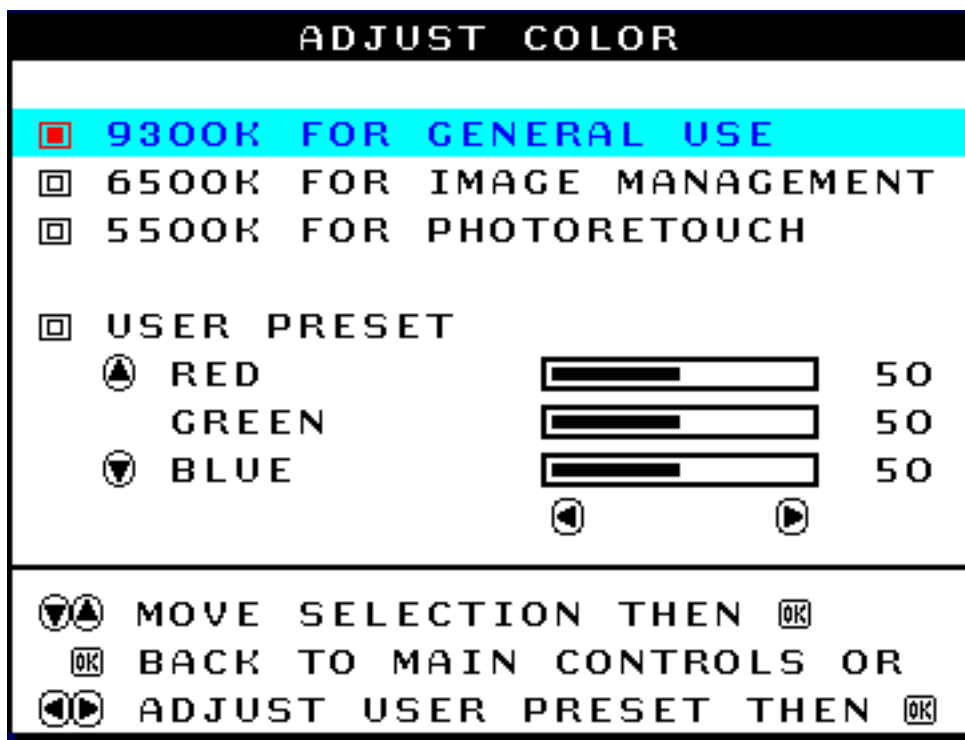 ADJUST COLOR
9300K FOR GENERAL USE
6500K FOR IMAGE MANAGEMENT
5500K FOR PHOTORETOUCH
USER PRESET
RED 50
GREEN 50
BLUE 50
MOVE SELECTION THEN OK
OK BACK TO MAIN CONTROLS OR
ADJUST USER PRESET THEN OK